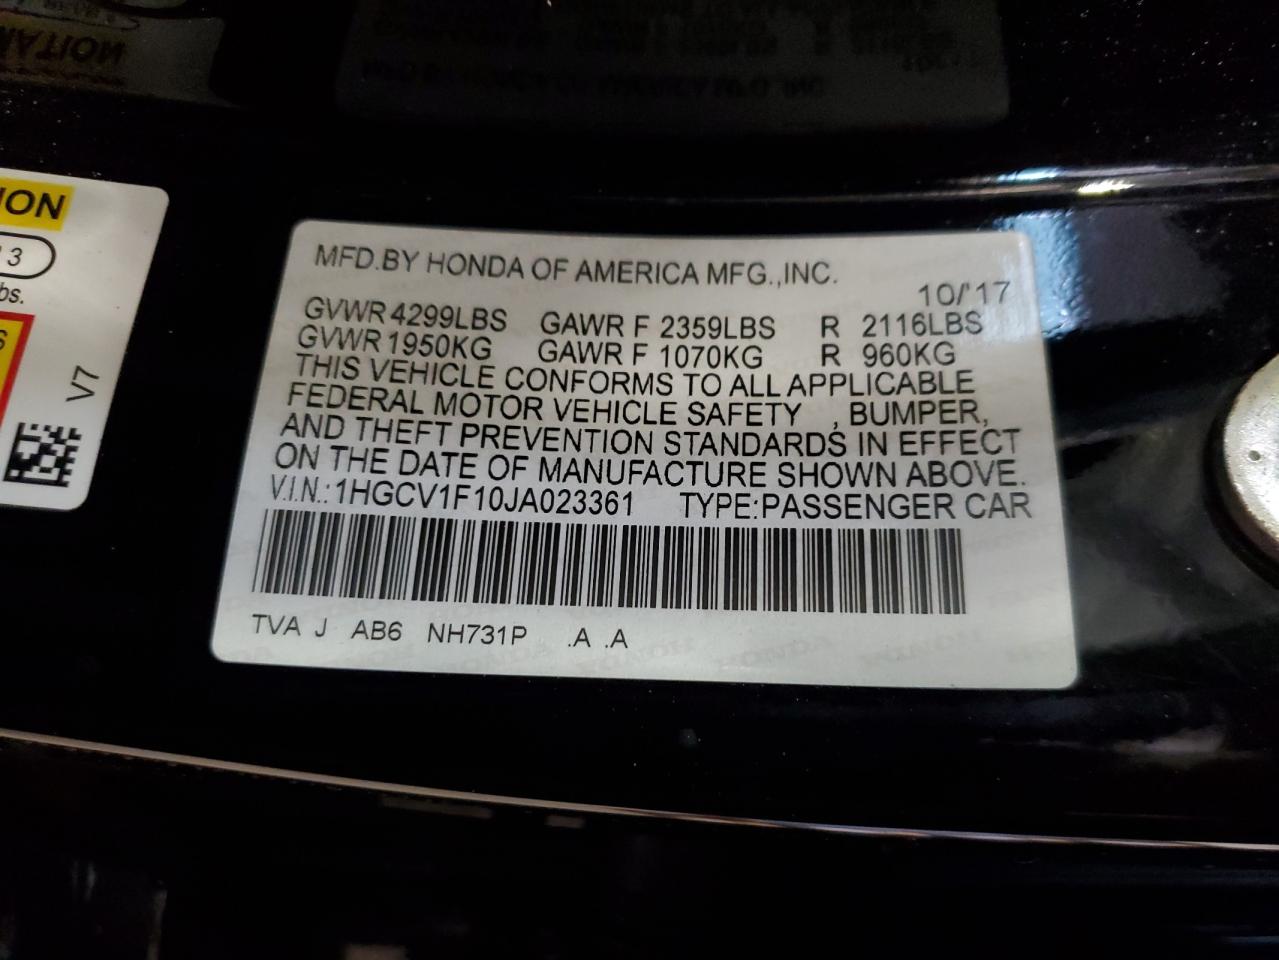 ION
13
bs.
V7
MFD.BY HONDA OF AMERICA MFG.,INC.
10/'17
GVWR 4299LBS GAWR F 2359LBS R 2116LBS
GVWR 1950KG GAWR F 1070KG R 960KG
THIS VEHICLE CONFORMS TO ALL APPLICABLE
FEDERAL MOTOR VEHICLE SAFETY , BUMPER,
AND THEFT PREVENTION STANDARDS IN EFFECT
ON THE DATE OF MANUFACTURE SHOWN ABOVE.
V.I.N.:1HGCV1F10JA023361 TYPE:PASSENGER CAR
TVA J AB6 NH731P .A .A